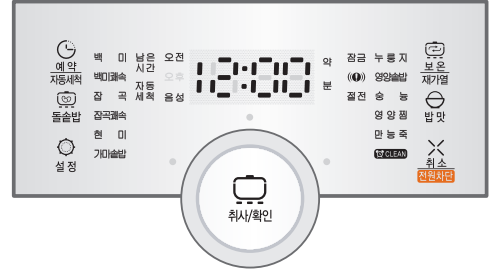 예약
자동세척
돌솥밥
설정
백미
백미쾌속
잡곡
잡곡쾌속
현미
가마솥밥
남은
시간
자동
세척
오전
오후
음성
12:00
약
분
잠금
절전
누룽지
영양솥밥
숭늉
영양찜
만능죽
CLEAN
보온
재가열
밥맛
취소
전원차단
취사/확인